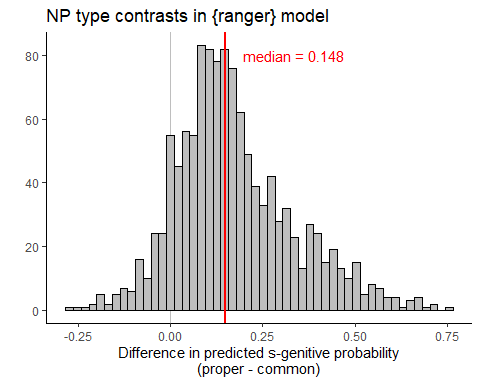 NP type contrasts in {ranger} model
median = 0.148
80
60
40
20
0
-0.25 0.00 0.25 0.50 0.75
Difference in predicted s-genitive probability
(proper - common)